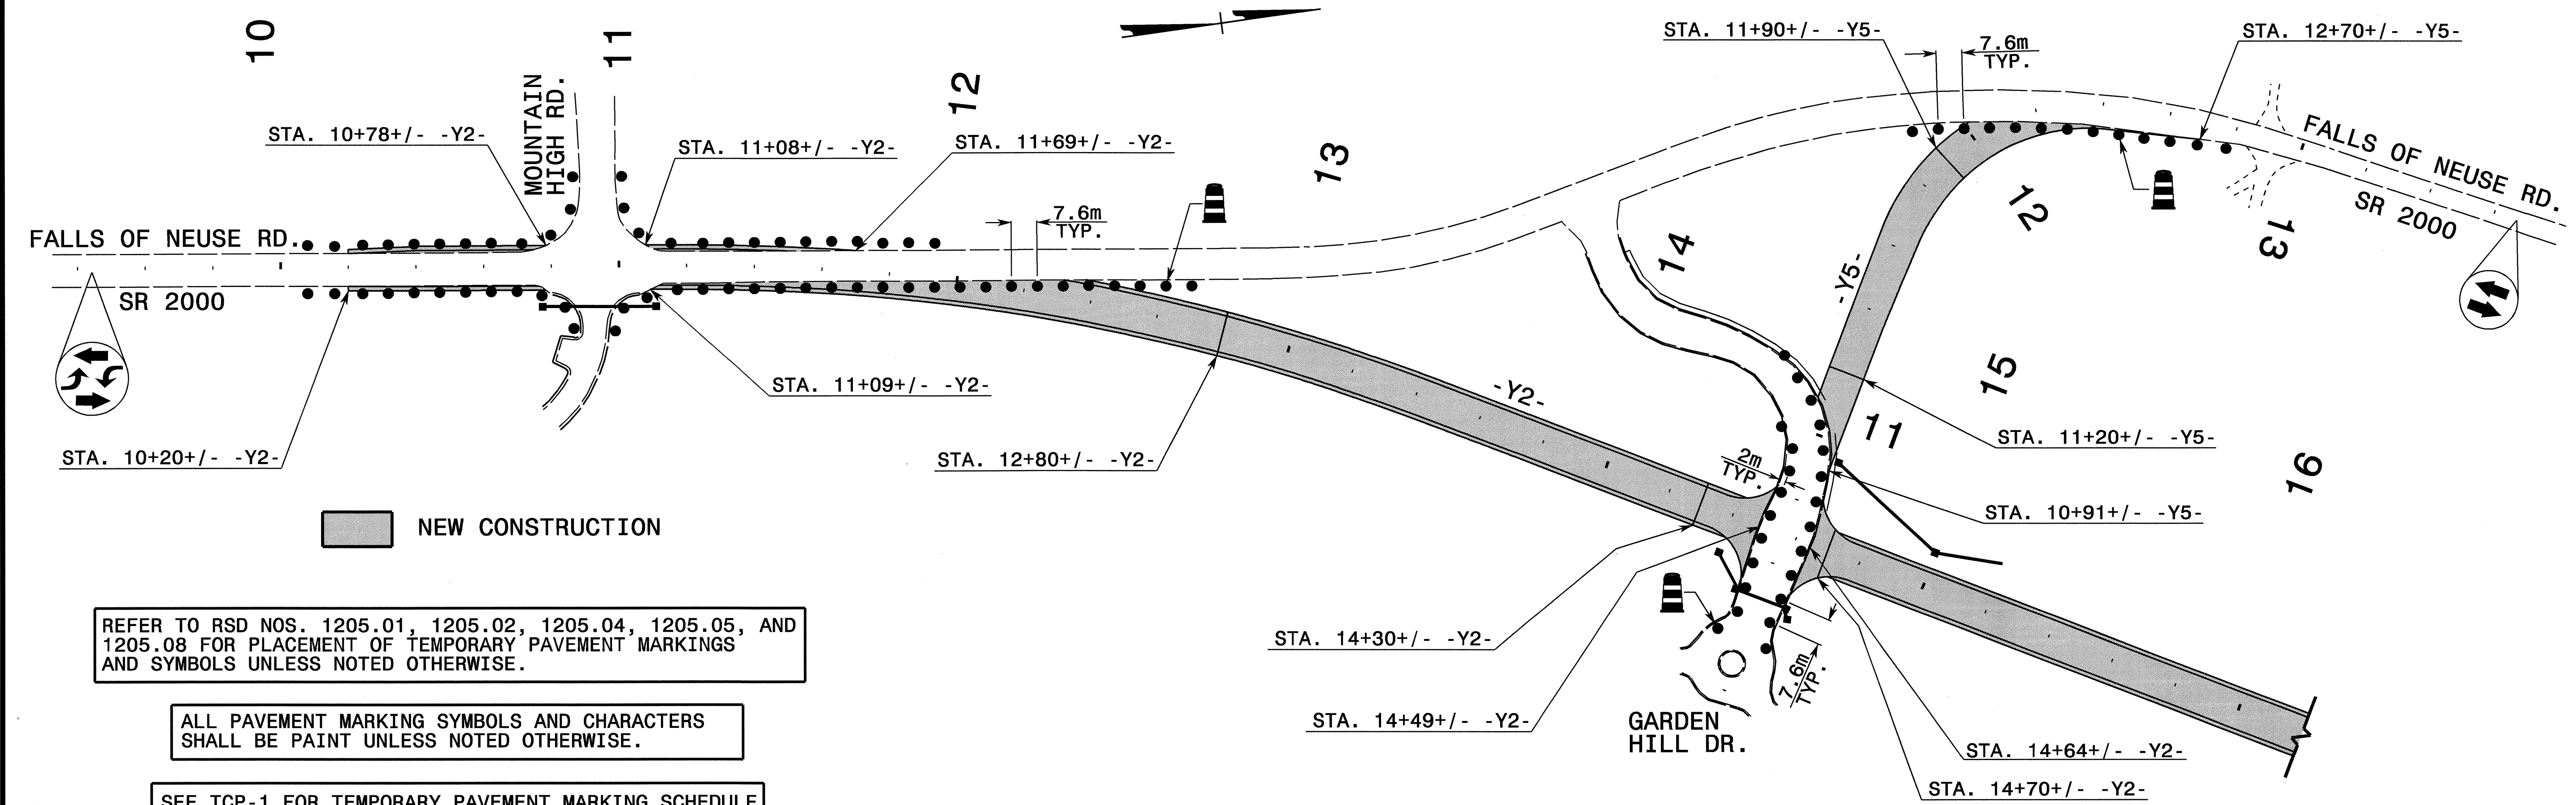 10
11
12
13
14
15
16
11
12
13
STA. 11+90+/- -Y5-
7.6m
TYP.
STA. 12+70+/- -Y5-
MOUNTAIN
HIGH RD.
STA. 10+78+/- -Y2-
STA. 11+08+/- -Y2-
STA. 11+69+/- -Y2-
FALLS OF NEUSE RD.
SR 2000
7.6m
TYP.
FALLS OF NEUSE RD.
SR 2000
-Y5-
-Y2-
STA. 10+20+/- -Y2-
STA. 11+09+/- -Y2-
STA. 12+80+/- -Y2-
STA. 11+20+/- -Y5-
2m
TYP.
STA. 10+91+/- -Y5-
NEW CONSTRUCTION
REFER TO RSD NOS. 1205.01, 1205.02, 1205.04, 1205.05, AND
1205.08 FOR PLACEMENT OF TEMPORARY PAVEMENT MARKINGS
AND SYMBOLS UNLESS NOTED OTHERWISE.
STA. 14+30+/- -Y2-
7.6m
TYP.
STA. 14+49+/- -Y2-
GARDEN
HILL DR.
ALL PAVEMENT MARKING SYMBOLS AND CHARACTERS
SHALL BE PAINT UNLESS NOTED OTHERWISE.
STA. 14+64+/- -Y2-
STA. 14+70+/- -Y2-
SEE TCP-1 FOR TEMPORARY PAVEMENT MARKING SCHEDULE